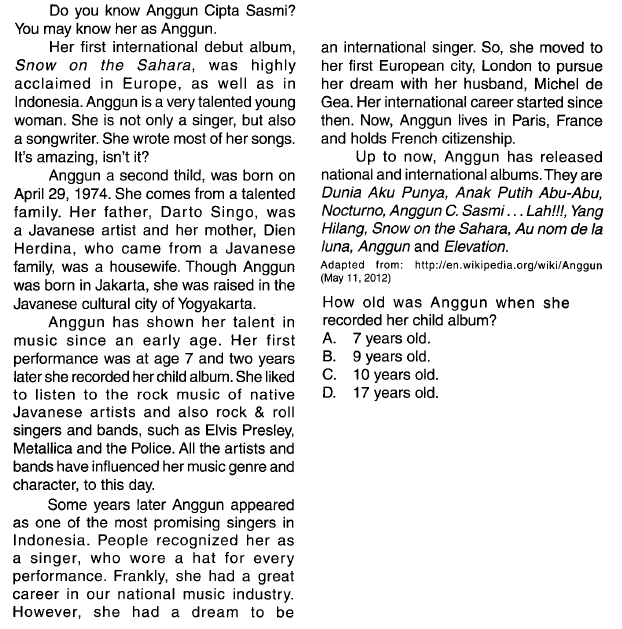 Do you know Anggun Cipta Sasmi?
You may know her as Anggun.
Her first international debut album,
Snow on the Sahara, was highly
acclaimed in Europe, as well as in
Indonesia. Anggun is a very talented young
woman. She is not only a singer, but also
a songwriter. She wrote most of her songs.
It's amazing, isn't it?
Anggun a second thild, was born on
April 29, 1974. She comes from a talented
family. Her father, Darto Singo, was
a Javanese artist and her mother, Dien
Herdina, who came from a Javanese
family, was a housewife. Though Anggun
was born in Jakarta, she was raised in the
Javanese cultural city of Yogyakarta.
Anggun has shown her talent in
music since an early age. Her first
performance was at age 7 and two years
later she recorded her child album. She liked
to listen to the rock music of native
Javanese artists and also rock & roll
singers and bands, such as Elvis Presley,
Metallica and the Police. All the artists and
bands have influenced her music genre and
character, to this day.
Some years later Anggun appeared
as one of the most promising singers in
Indonesia. People recognized her as
a singer, who wore a hat for every
performance. Frankly, she had a great
career in our national music industry.
However, she had a dream to be
an international singer. So, she moved to
her first European city, London to pursue
her dream with her husband, Michel de
Gea. Her international career started since
then. Now, Anggun lives in Paris, France
and holds French citizenship.
Up to now, Anggun has released
national and international albums. They are
Dunia Aku Punya, Anak Putih Abu-Abu,
Nocturno, Anggun C. Sasmi . . . Lah!!!, Yang
Hilang, Snow on the Sahara, Au nom de la
luna, Anggun and Elevation.
Adapted from: http://en.wikipedia.org/wiki/Anggun
(May 11, 2012)
How old was Anggun when she
recorded her child album?
A. 7 years old.
B. 9 years old.
C. 10 years old.
D. 17 years old.